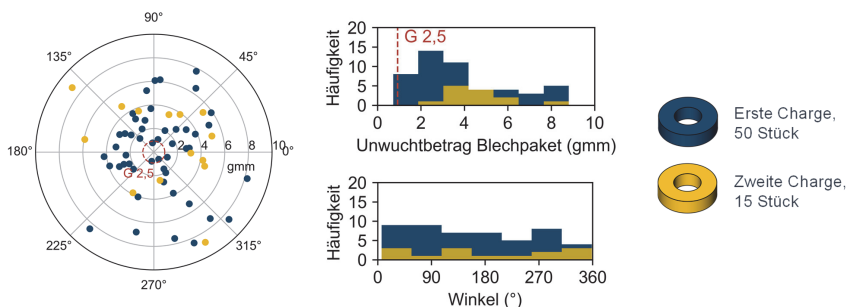 90°
135°
45°
180°
2 4 6 8 10
0°
gmm
G 2,5
225°
315°
270°
Häufigkeit
20
15
10
5
0
G 2,5
0 2 4 6 8 10
Unwuchtbetrag Blechpaket (gmm)
Häufigkeit
20
15
10
5
0
0 90 180 270 360
Winkel (°)
Erste Charge,
50 Stück
Zweite Charge,
15 Stück